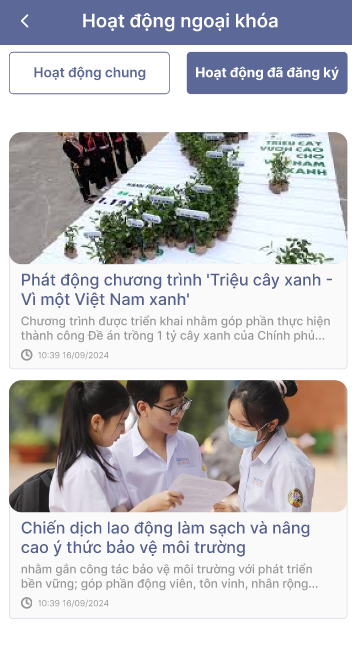 Hoạt động ngoại khóa
Hoạt động chung
Hoạt động đã đăng ký
TRIỆU CÂY
VƯƠN CAO
CHO
NAM
XANH
Phát động chương trình 'Triệu cây xanh -
Vì một Việt Nam xanh'
Chương trình được triển khai nhằm góp phần thực hiện
thành công Đề án trồng 1 tỷ cây xanh của Chính phủ...
10:39 16/09/2024
Chiến dịch lao động làm sạch và nâng
cao ý thức bảo vệ môi trường
nhằm gắn công tác bảo vệ môi trường với phát triển
bền vững; góp phần động viên, tôn vinh, nhân rộng...
10:39 16/09/2024